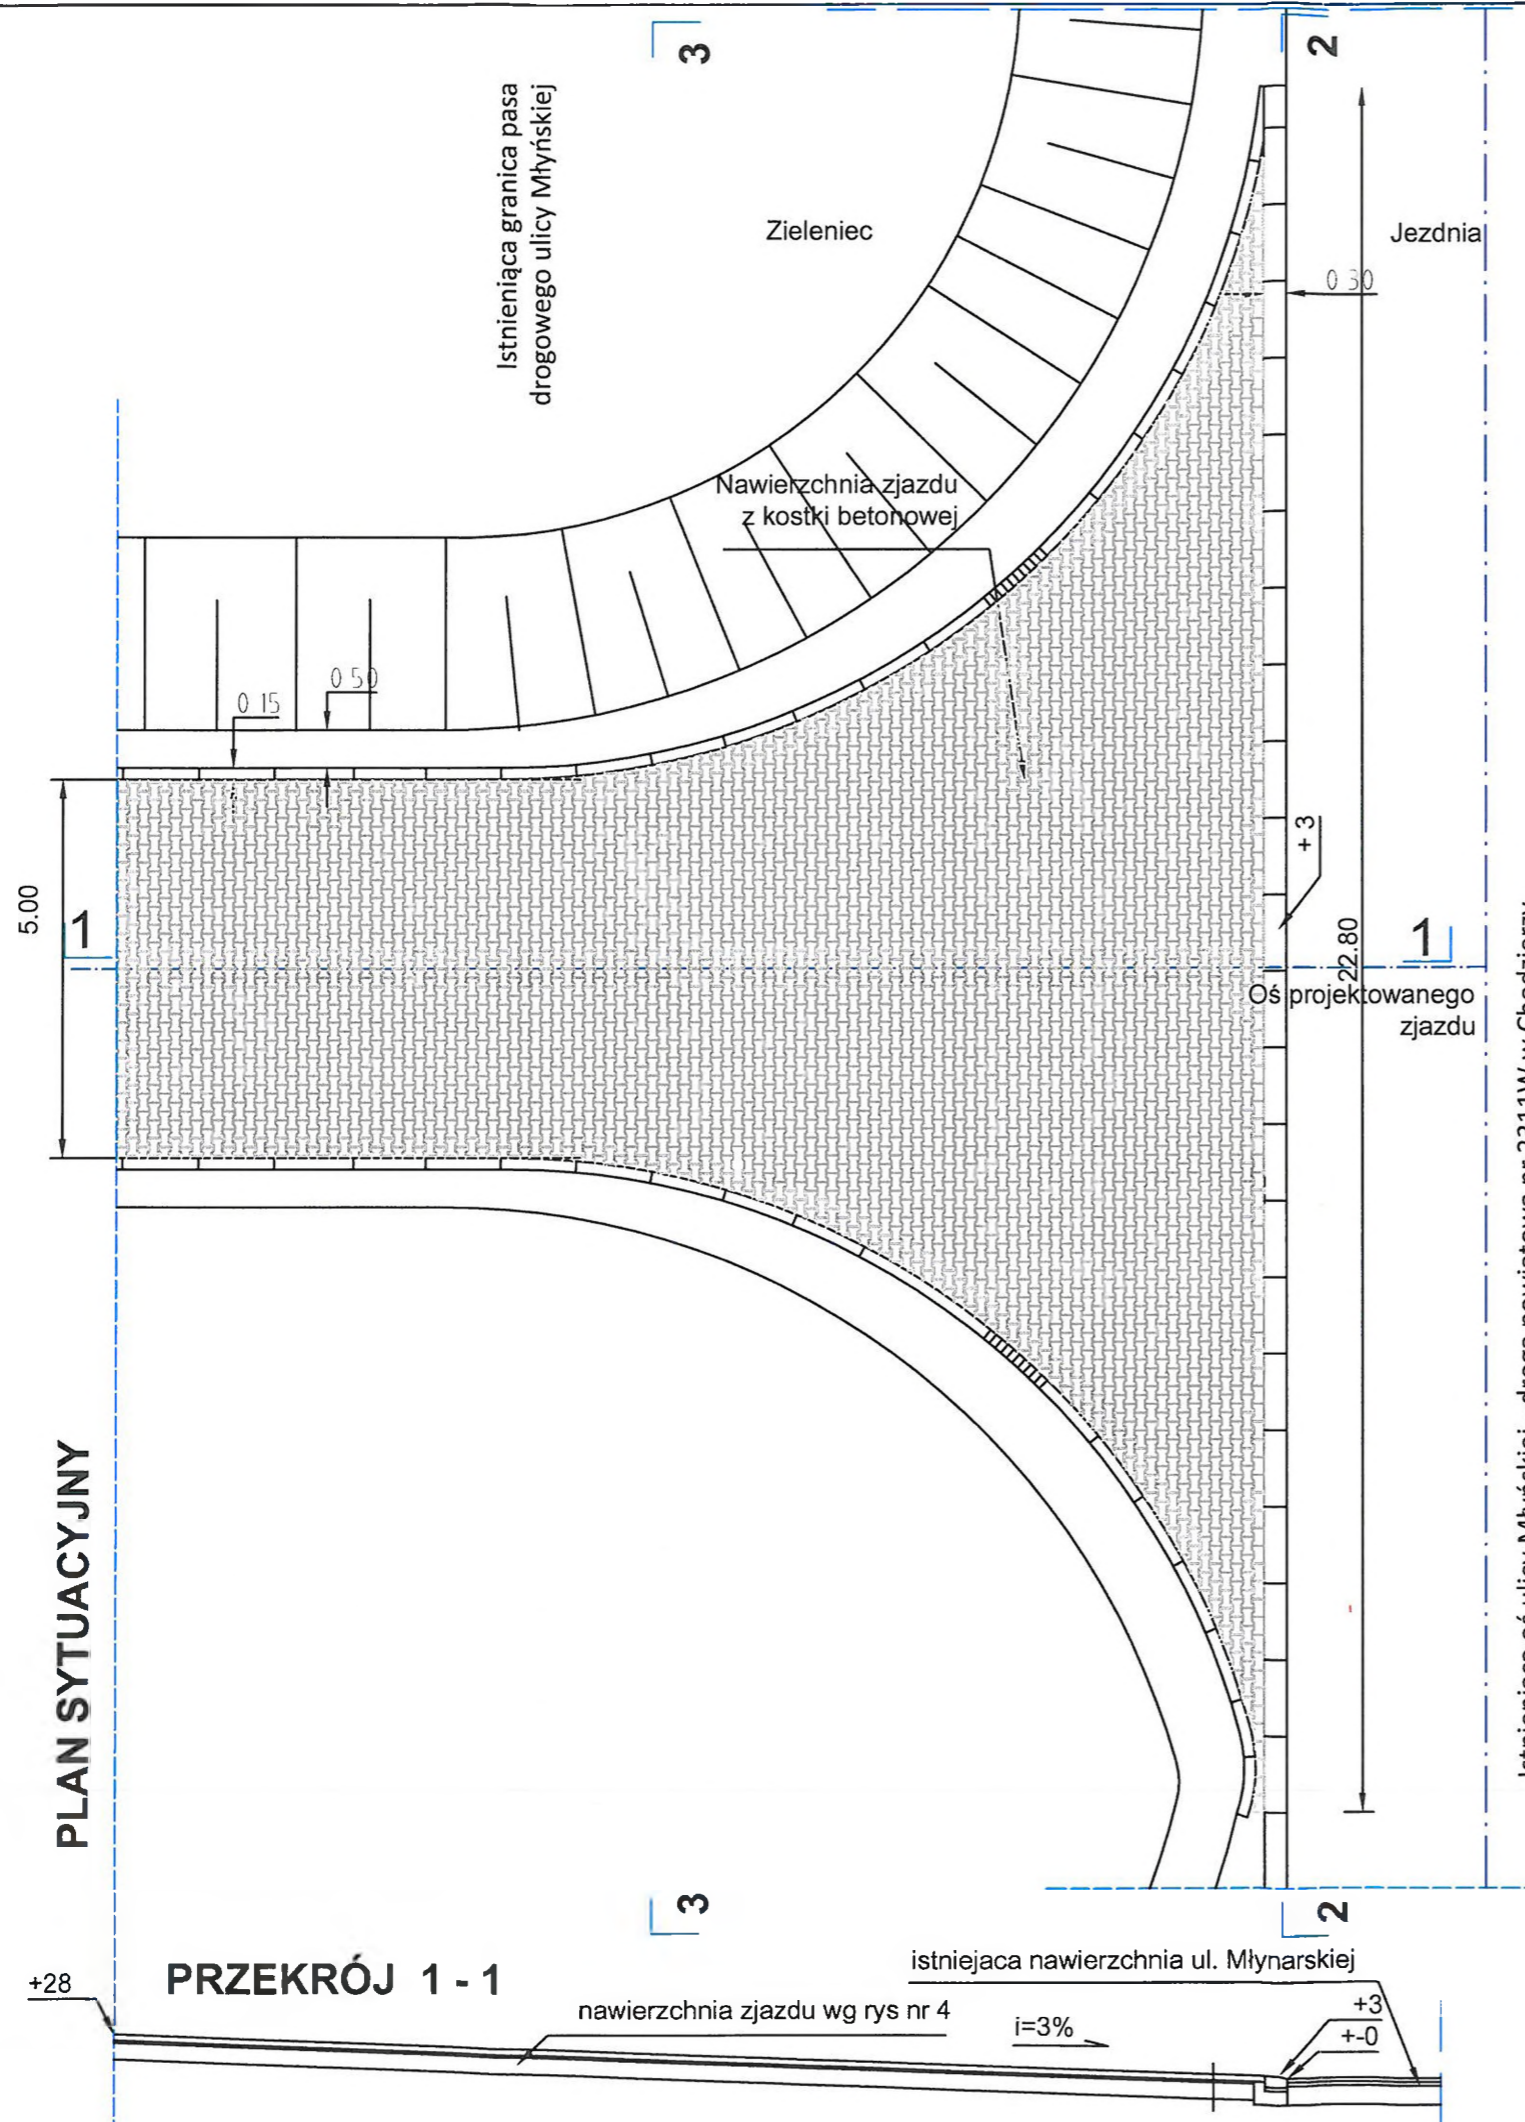 3
2
Istnieniąca granica pasa
drogowego ulicy Młyńskiej
Zieleniec
Jezdnia
0 30
Nawierzchnia zjazdu
z kostki betonowej
0 50
0 15
+ 3
5.00
1
1
22.80
Oś projektowanego
zjazdu
PLAN SYTUACYJNY
3
2
PRZEKRÓJ 1 - 1
istniejaca nawierzchnia ul. Młynarskiej
+28
nawierzchnia zjazdu wg rys nr 4
i=3%
+3
+-0